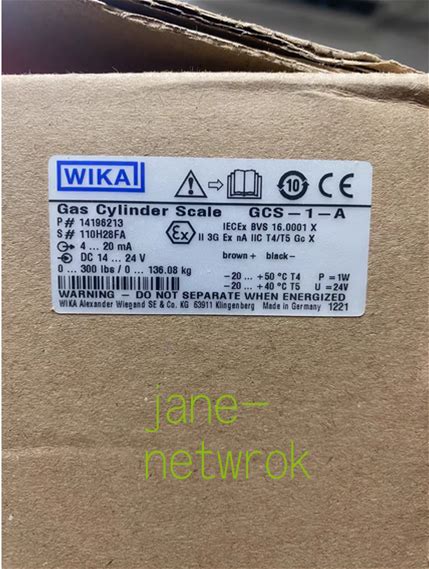 WIKA
10
CE
Gas Cylinder Scale GCS - 1 - A
P# 14196213
S# 110H28FA
IECEx BVS 16.0001 X
Ex II 3G Ex nA IIC T4/T5 Gc X
4 ... 20 mA
DC 14 ... 24 V
brown + black-
0 ... 300 lbs / 0 ... 136.08 kg
-20 ... +50 °C T4 P = 1W
-20 ... +40 °C T5 U = 24V
WARNING - DO NOT SEPARATE WHEN ENERGIZED
WIKA Alexander Wiegand SE & Co. KG 63911 Klingenberg Made in Germany 1221
jane-
netwrok